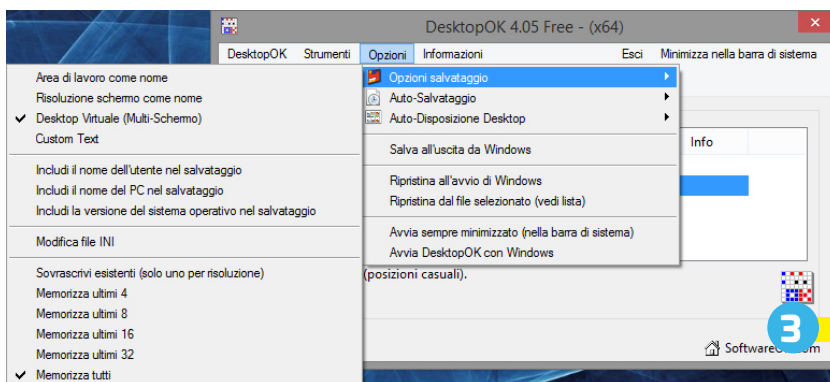 DesktopOK 4.05 Free - (x64)
DesktopOK Strumenti Opzioni Informazioni Esci Minimizza nella barra di sistema
Opzioni salvataggio
Auto-Salvataggio
Auto-Disposizione Desktop
Salva all'uscita da Windows
Ripristina all'avvio di Windows
Ripristina dal file selezionato (vedi lista)
Avvia sempre minimizzato (nella barra di sistema)
Avvia DesktopOK con Windows
Area di lavoro come nome
Risoluzione schermo come nome
Desktop Virtuale (Multi-Schermo)
Custom Text
Includi il nome dell'utente nel salvataggio
Includi il nome del PC nel salvataggio
Includi la versione del sistema operativo nel salvataggio
Modifica file INI
Sovrascrivi esistenti (solo uno per risoluzione)
Memorizza ultimi 4
Memorizza ultimi 8
Memorizza ultimi 16
Memorizza ultimi 32
Memorizza tutti
Info
(posizioni casuali).
3